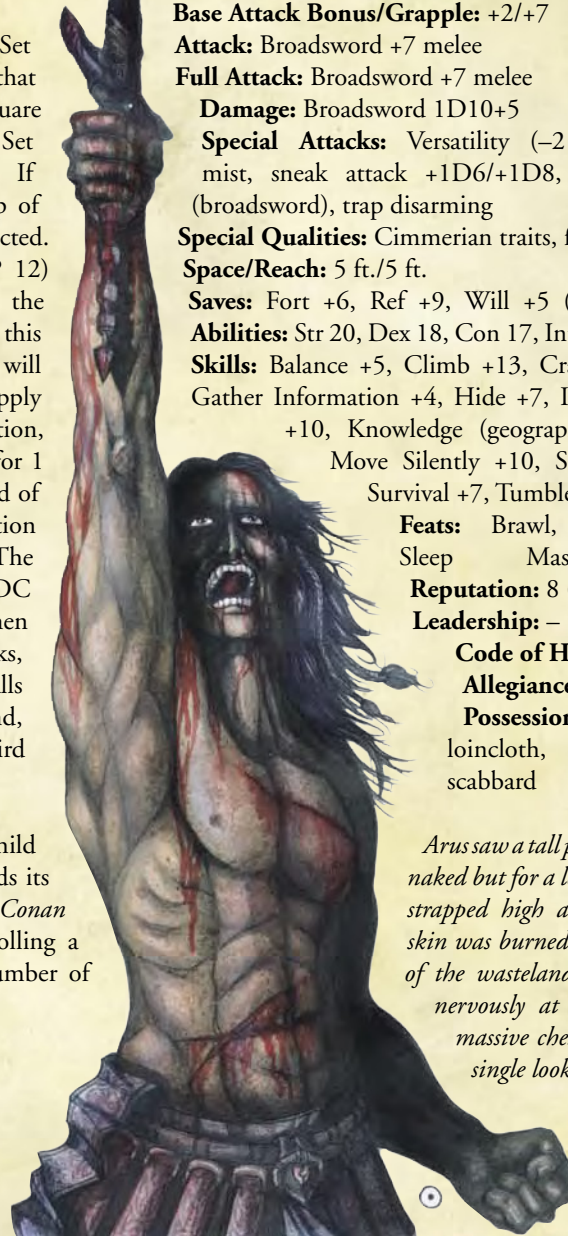 Set
that
uare
Set
If
of
cted.
12)
the
this
will
pply
tion,
for 1
d of
tion
The
DC
en
ks,
lls
nd,
ird
hild
ds its
Conan
olling a
umber of
Base Attack Bonus/Grapple: +2/+7
Attack: Broadsword +7 melee
Full Attack: Broadsword +7 melee
Damage: Broadsword 1D10+5
Special Attacks: Versatility (–2
mist, sneak attack +1D6/+1D8,
(broadsword), trap disarming
Special Qualities: Cimmerian traits, f
Space/Reach: 5 ft./5 ft.
Saves: Fort +6, Ref +9, Will +5 (
Abilities: Str 20, Dex 18, Con 17, In
Skills: Balance +5, Climb +13, Cra
Gather Information +4, Hide +7, I
+10, Knowledge (geograp
Move Silently +10, S
Survival +7, Tumble
Feats: Brawl,
Sleep Mas
Reputation: 8
Leadership: –
Code of H
Allegiance
Possession
loincloth,
scabbard
Arus saw a tall p
naked but for a l
strapped high a
skin was burned
of the wasteland
nervously at
massive che
single look